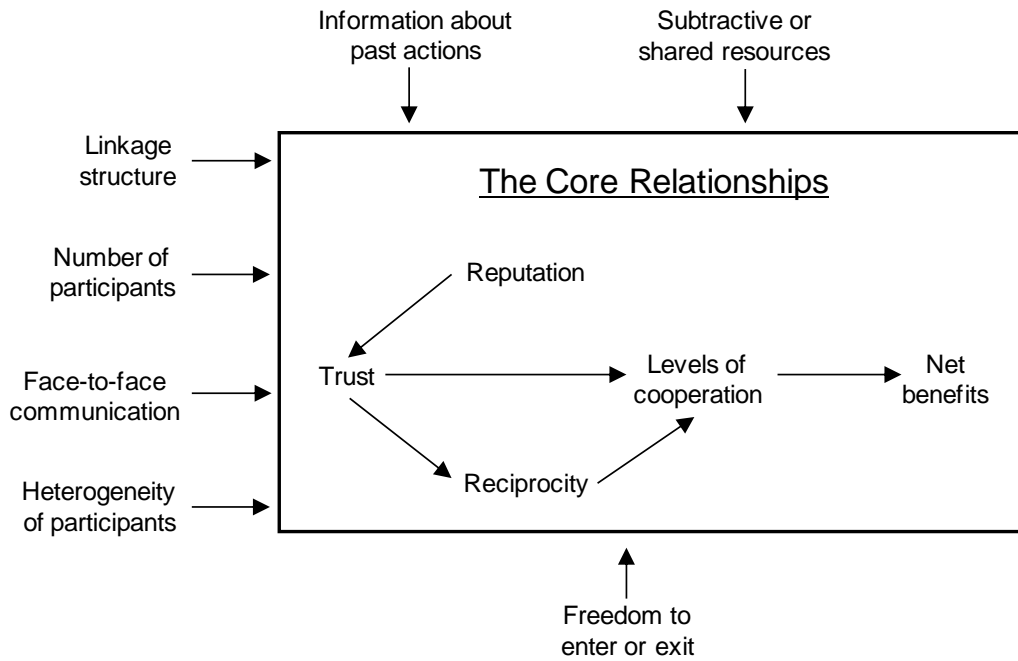 Information about
past actions
Subtractive or
shared resources
Linkage
structure
The Core Relationships
Number of
participants
Reputation
Trust
Levels of
cooperation
Net
benefits
Face-to-face
communication
Reciprocity
Heterogeneity
of participants
Freedom to
enter or exit